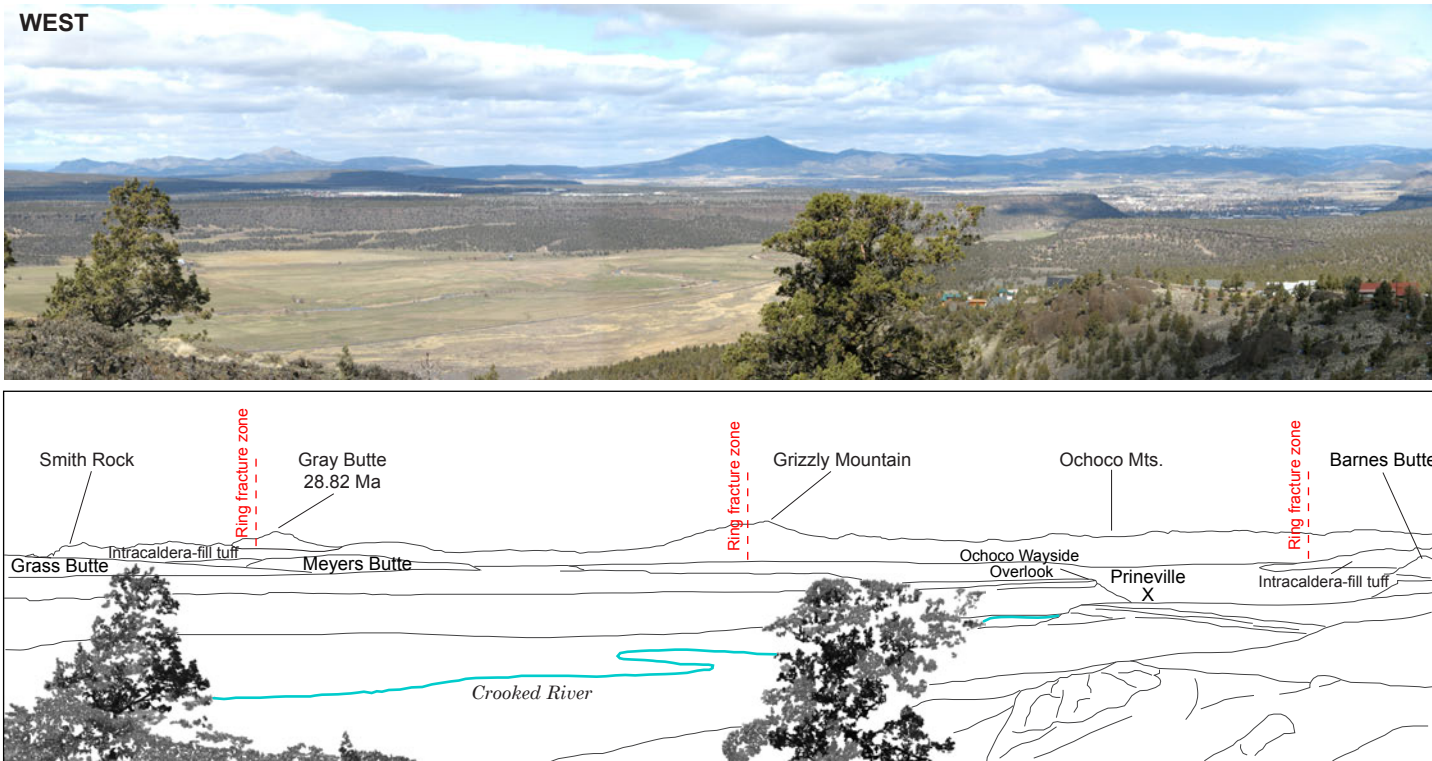 WEST
Ring fracture zone
Ring fracture zone
Ring fracture zone
Smith Rock
Gray Butte
28.82 Ma
Grizzly Mountain
Ochoco Mts.
Barnes Butte
Intracaldera-fill tuff
Grass Butte
Meyers Butte
Ochoco Wayside
Overlook
Prineville
X
Intracaldera-fill tuff
Crooked River